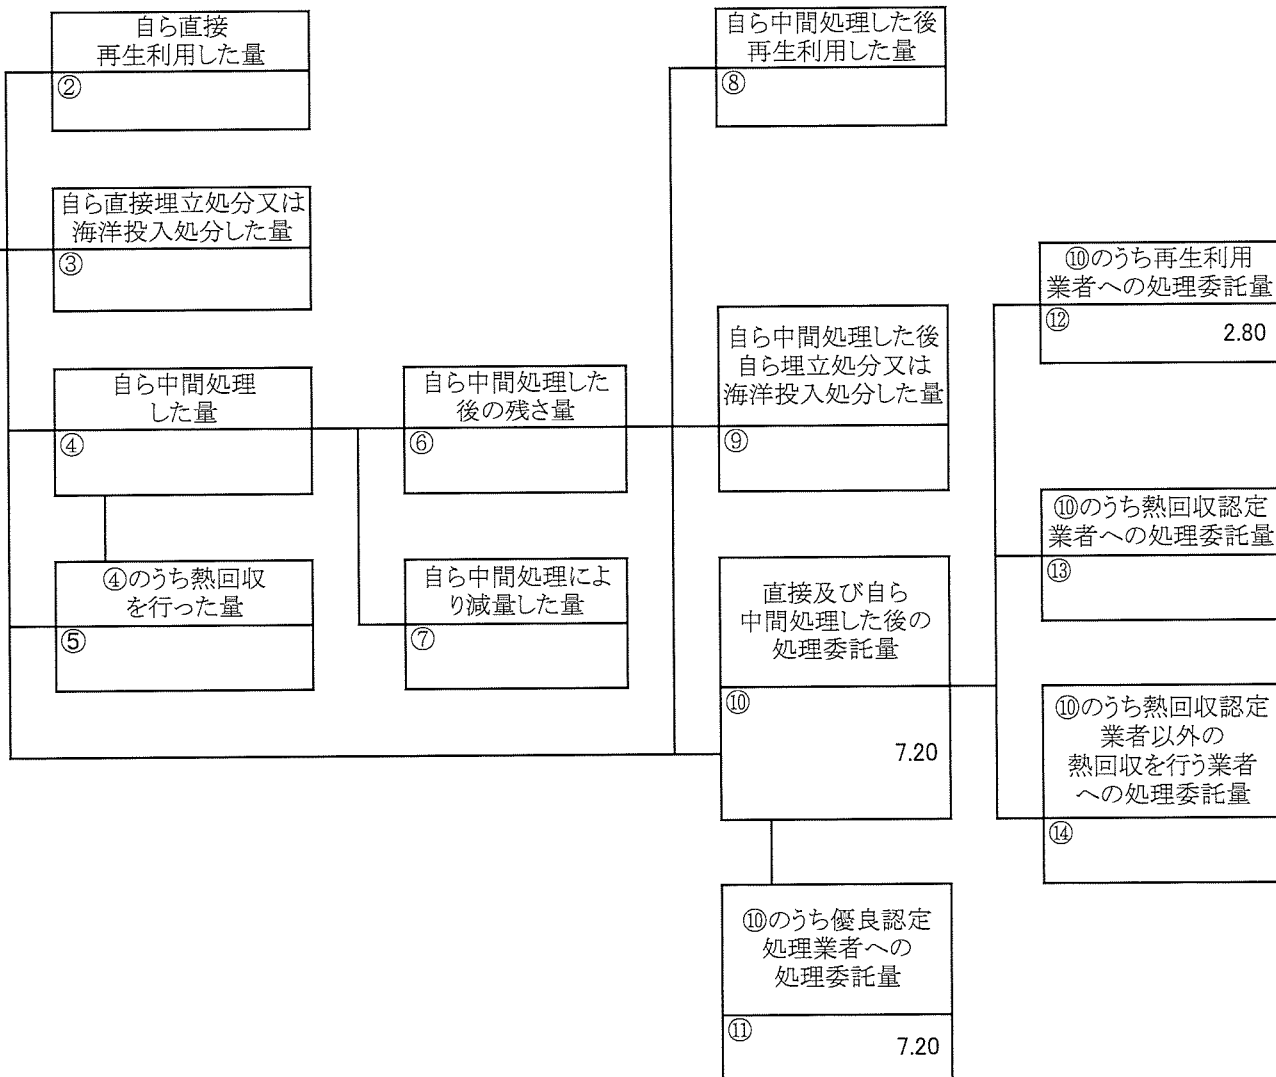 自ら直接
再生利用した量
②
自ら直接埋立処分又は
海洋投入処分した量
③
自ら中間処理
した量
④
④のうち熱回収
を行った量
⑤
自ら中間処理した
後の残さ量
⑥
自ら中間処理によ
り減量した量
⑦
自ら中間処理した後
再生利用した量
⑧
自ら中間処理した後
自ら埋立処分又は
海洋投入処分した量
⑨
直接及び自ら
中間処理した後の
処理委託量
⑩
7.20
⑩のうち優良認定
処理業者への
処理委託量
⑪
7.20
⑩のうち再生利用
業者への処理委託量
⑫
2.80
⑩のうち熱回収認定
業者への処理委託量
⑬
⑩のうち熱回収認定
業者以外の
熱回収を行う業者
への処理委託量
⑭